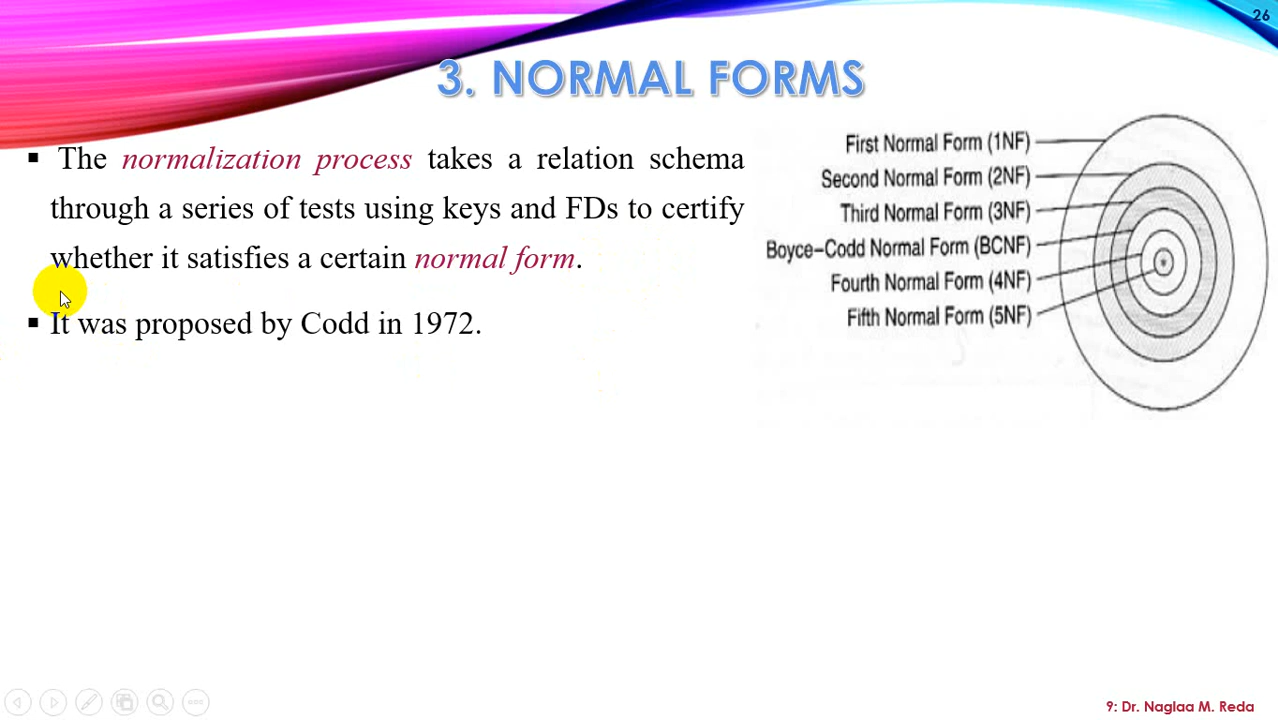 26
3. NORMAL FORMS
▪ The normalization process takes a relation schema
through a series of tests using keys and FDs to certify
whether it satisfies a certain normal form.
▪ It was proposed by Codd in 1972.
First Normal Form (1NF)
Second Normal Form (2NF)
Third Normal Form (3NF)
Boyce-Codd Normal Form (BCNF)
Fourth Normal Form (4NF)
Fifth Normal Form (5NF)
9: Dr. Naglaa M. Reda